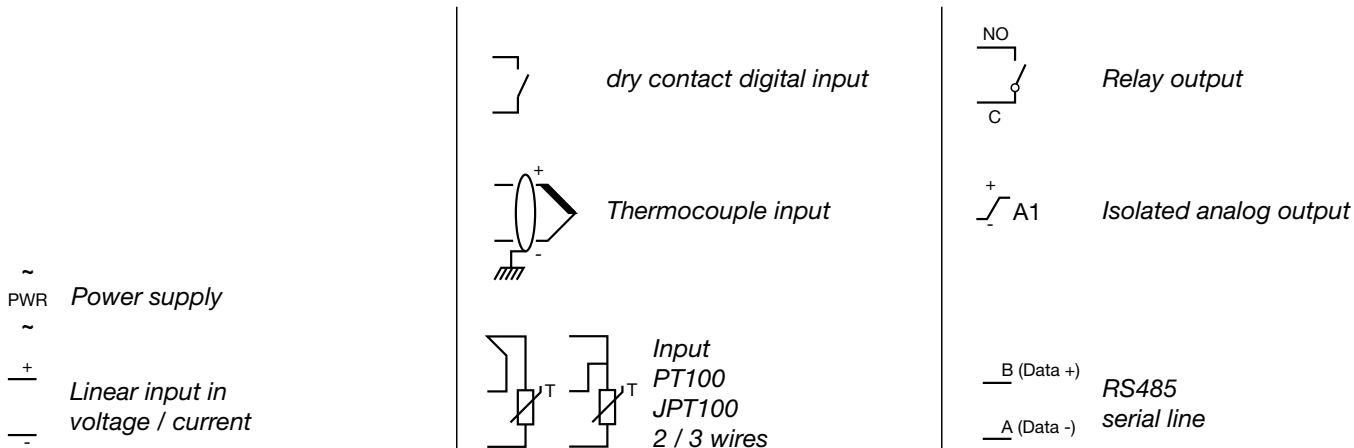 ~
PWR Power supply
~
+
Linear input in
voltage / current
-
dry contact digital input
+
Thermocouple input
-
T
T
Input
PT100
JPT100
2 / 3 wires
NO
Relay output
C
+
A1 Isolated analog output
-
B (Data +)
RS485
serial line
A (Data -)